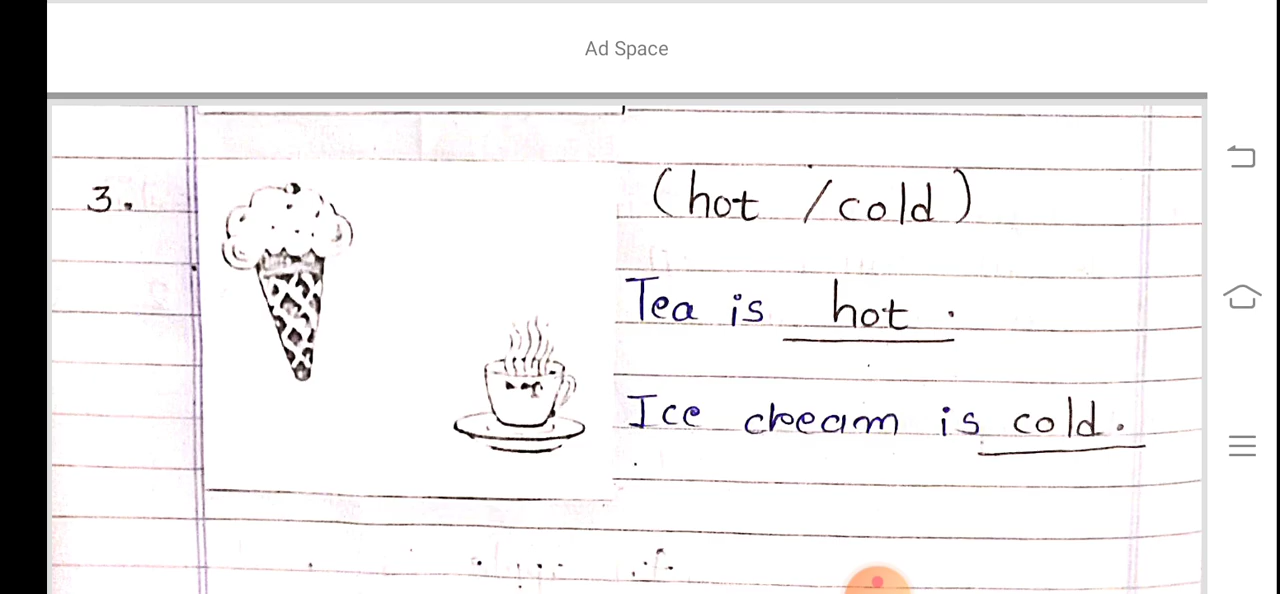 Ad Space
3.
(hot / cold)
Tea is hot.
Ice cream is cold.